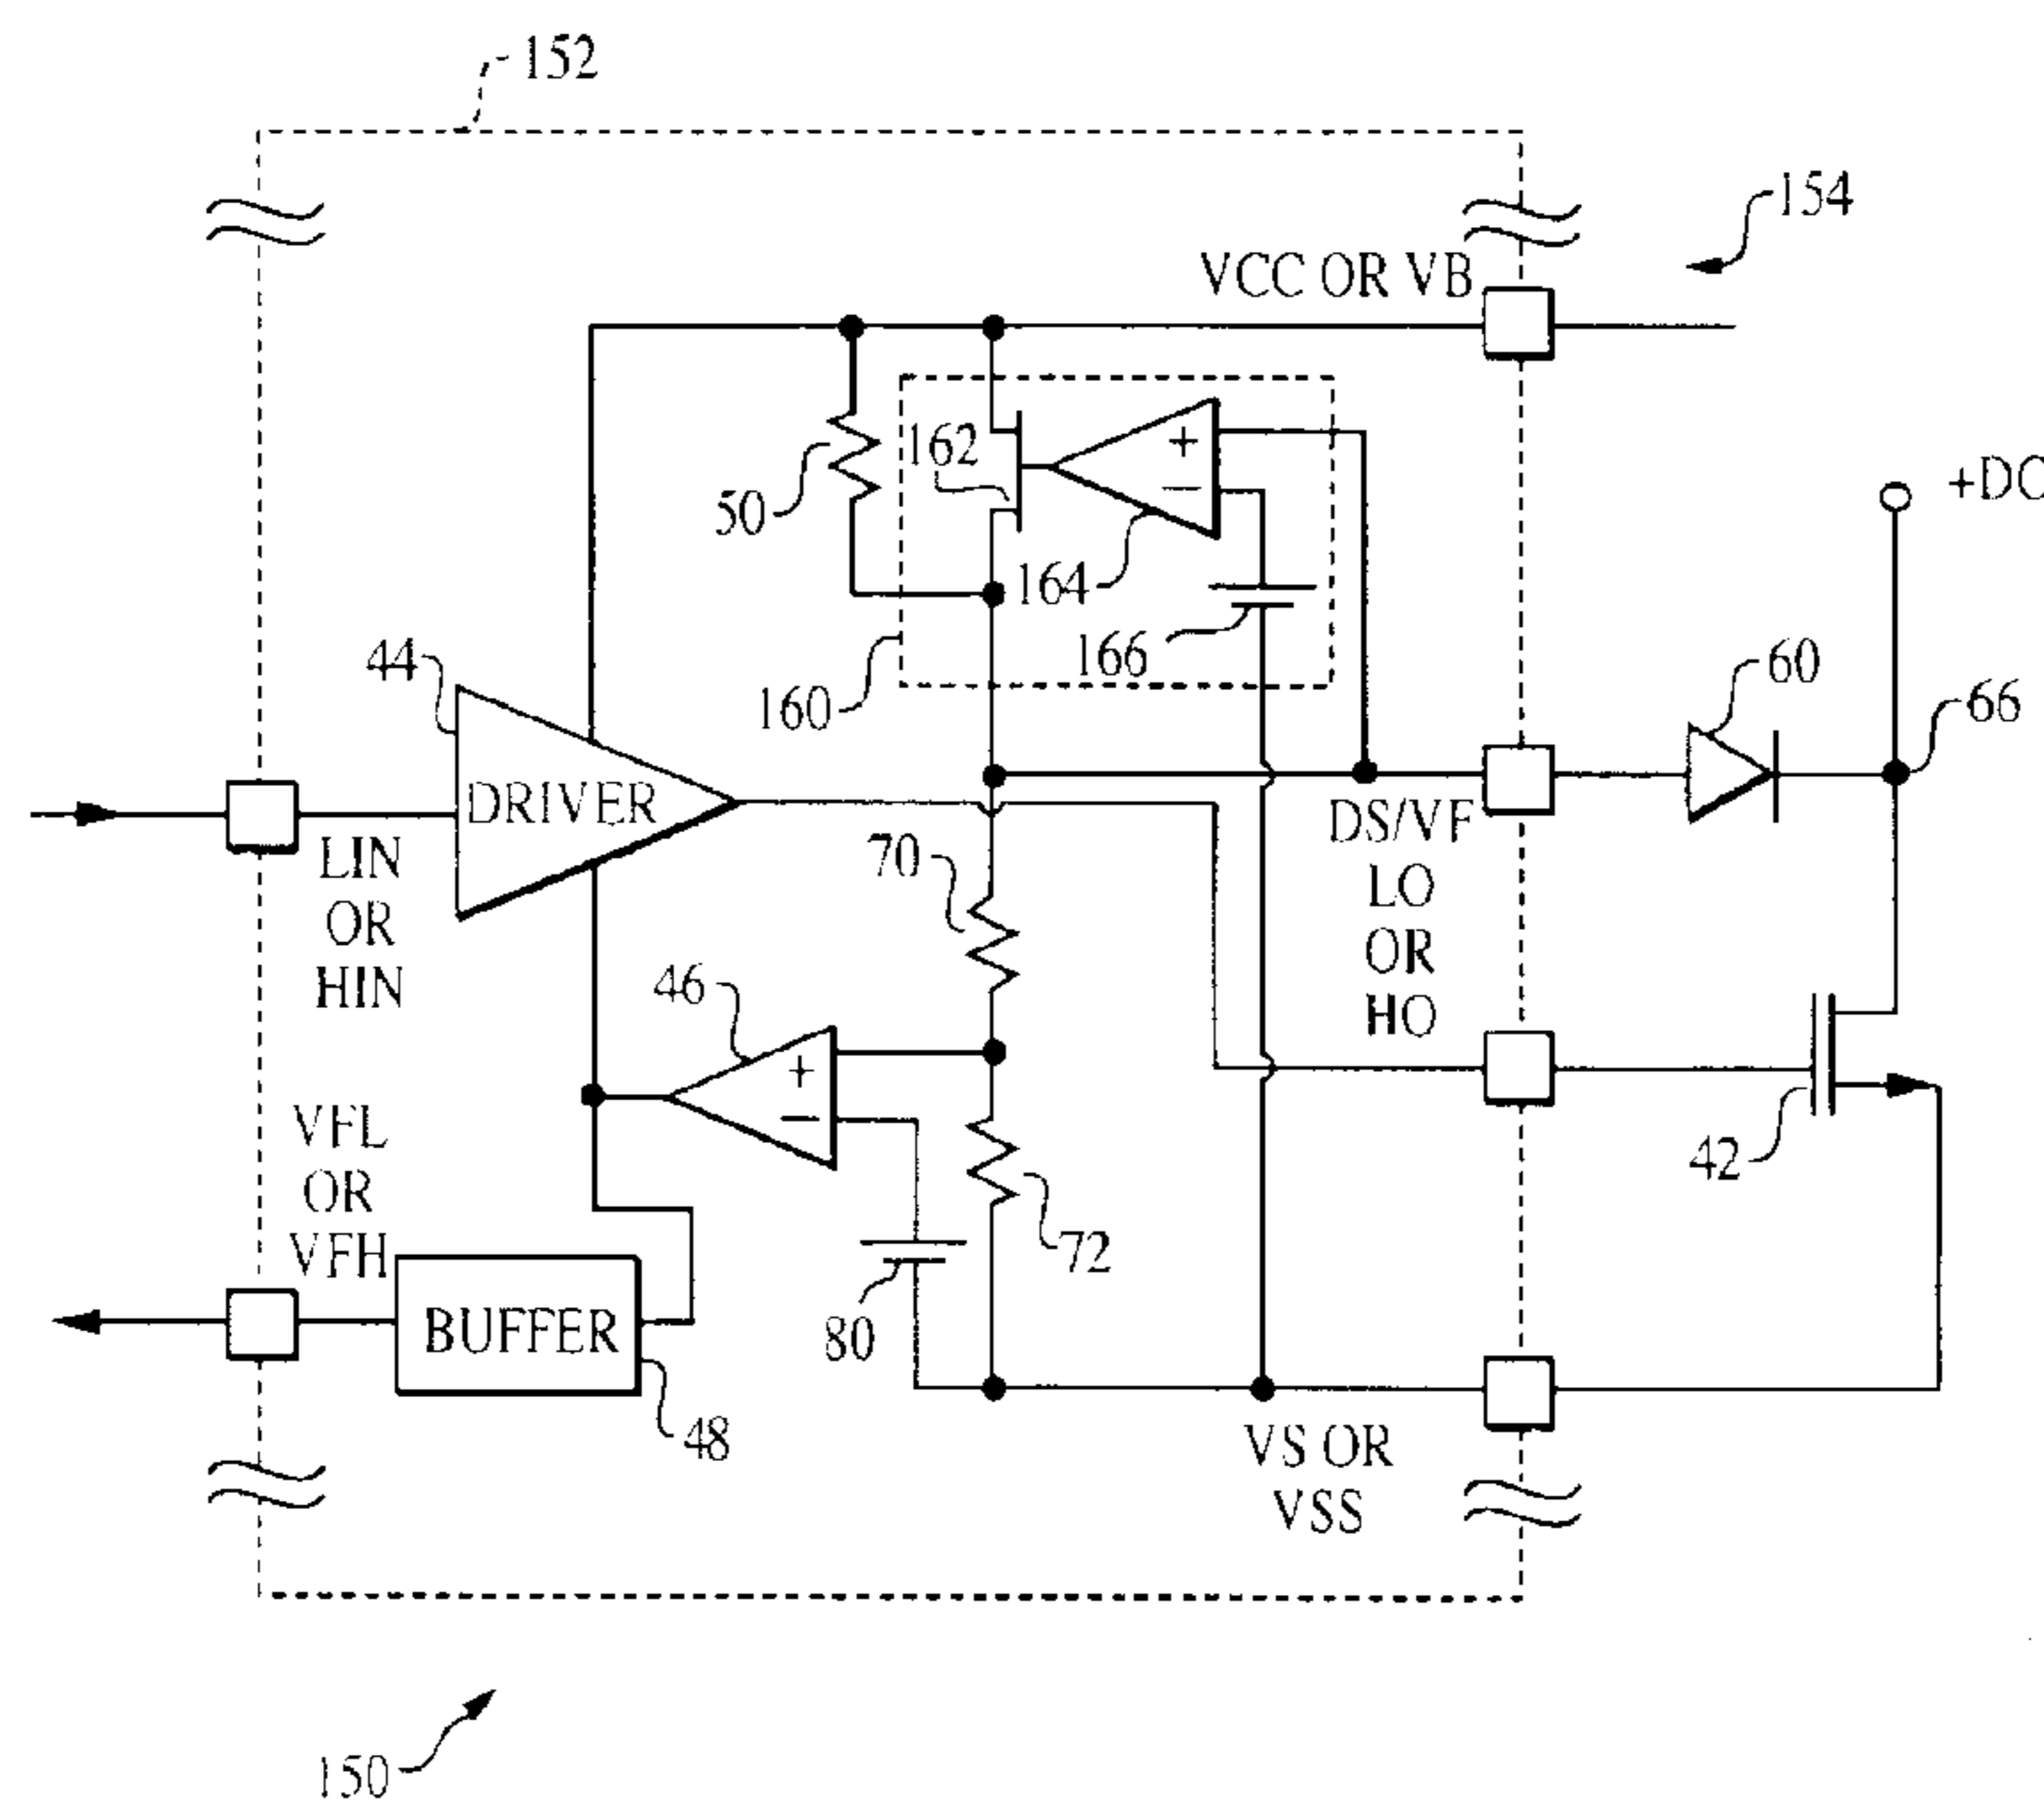 152
154
VCC OR VB
162
+
−
50
164
+DC
166
44
160
60
66
DRIVER
DS/VF
LIN
OR
HIN
70
LO
OR
HO
46
+
−
42
VFL
OR
VFH
72
80
BUFFER
48
VS OR
VSS
150